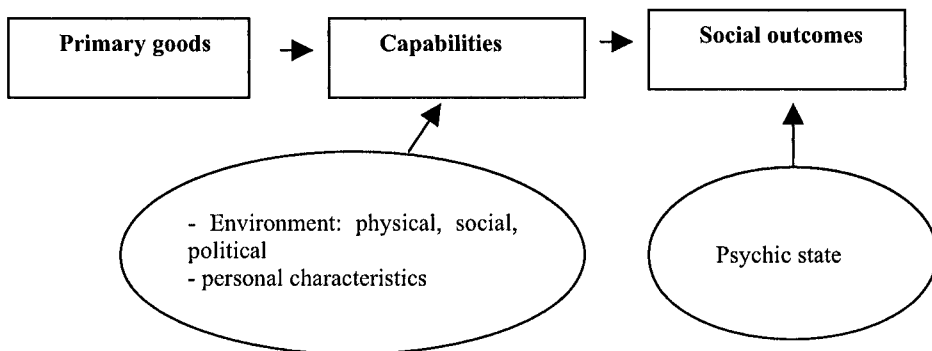 Primary goods
Capabilities
Social outcomes
- Environment: physical, social,
political
- personal characteristics
Psychic state